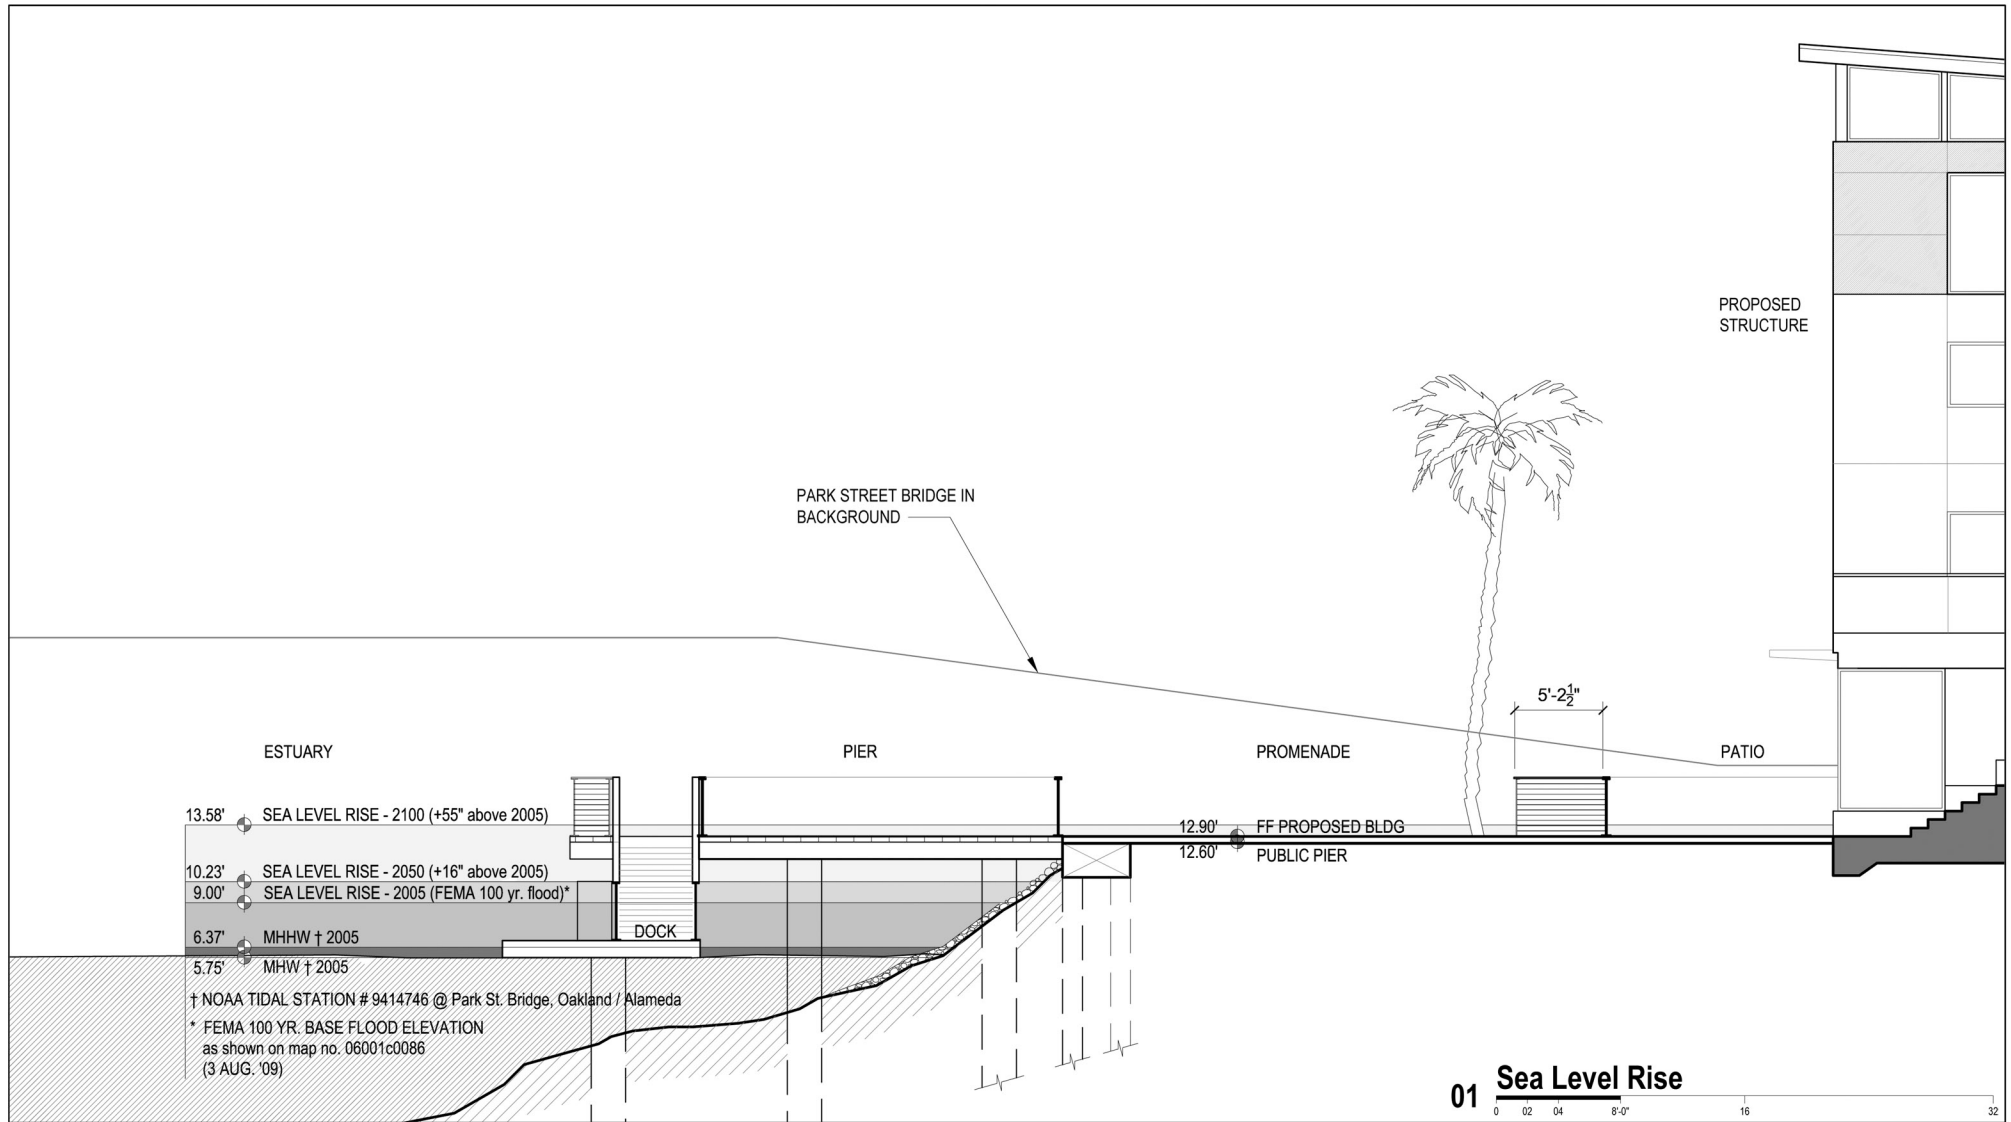 PROPOSED
STRUCTURE
PARK STREET BRIDGE IN
BACKGROUND
5'-2½"
ESTUARY
PIER
PROMENADE
PATIO
13.58' SEA LEVEL RISE - 2100 (+55" above 2005)
12.90' FF PROPOSED BLDG
12.60' PUBLIC PIER
10.23' SEA LEVEL RISE - 2050 (+16" above 2005)
9.00' SEA LEVEL RISE - 2005 (FEMA 100 yr. flood)*
DOCK
6.37' MHHW † 2005
5.75' MHW † 2005
† NOAA TIDAL STATION # 9414746 @ Park St. Bridge, Oakland / Alameda
* FEMA 100 YR. BASE FLOOD ELEVATION
as shown on map no. 06001c0086
(3 AUG. '09)
01 Sea Level Rise
0 02 04 8'-0" 16 32